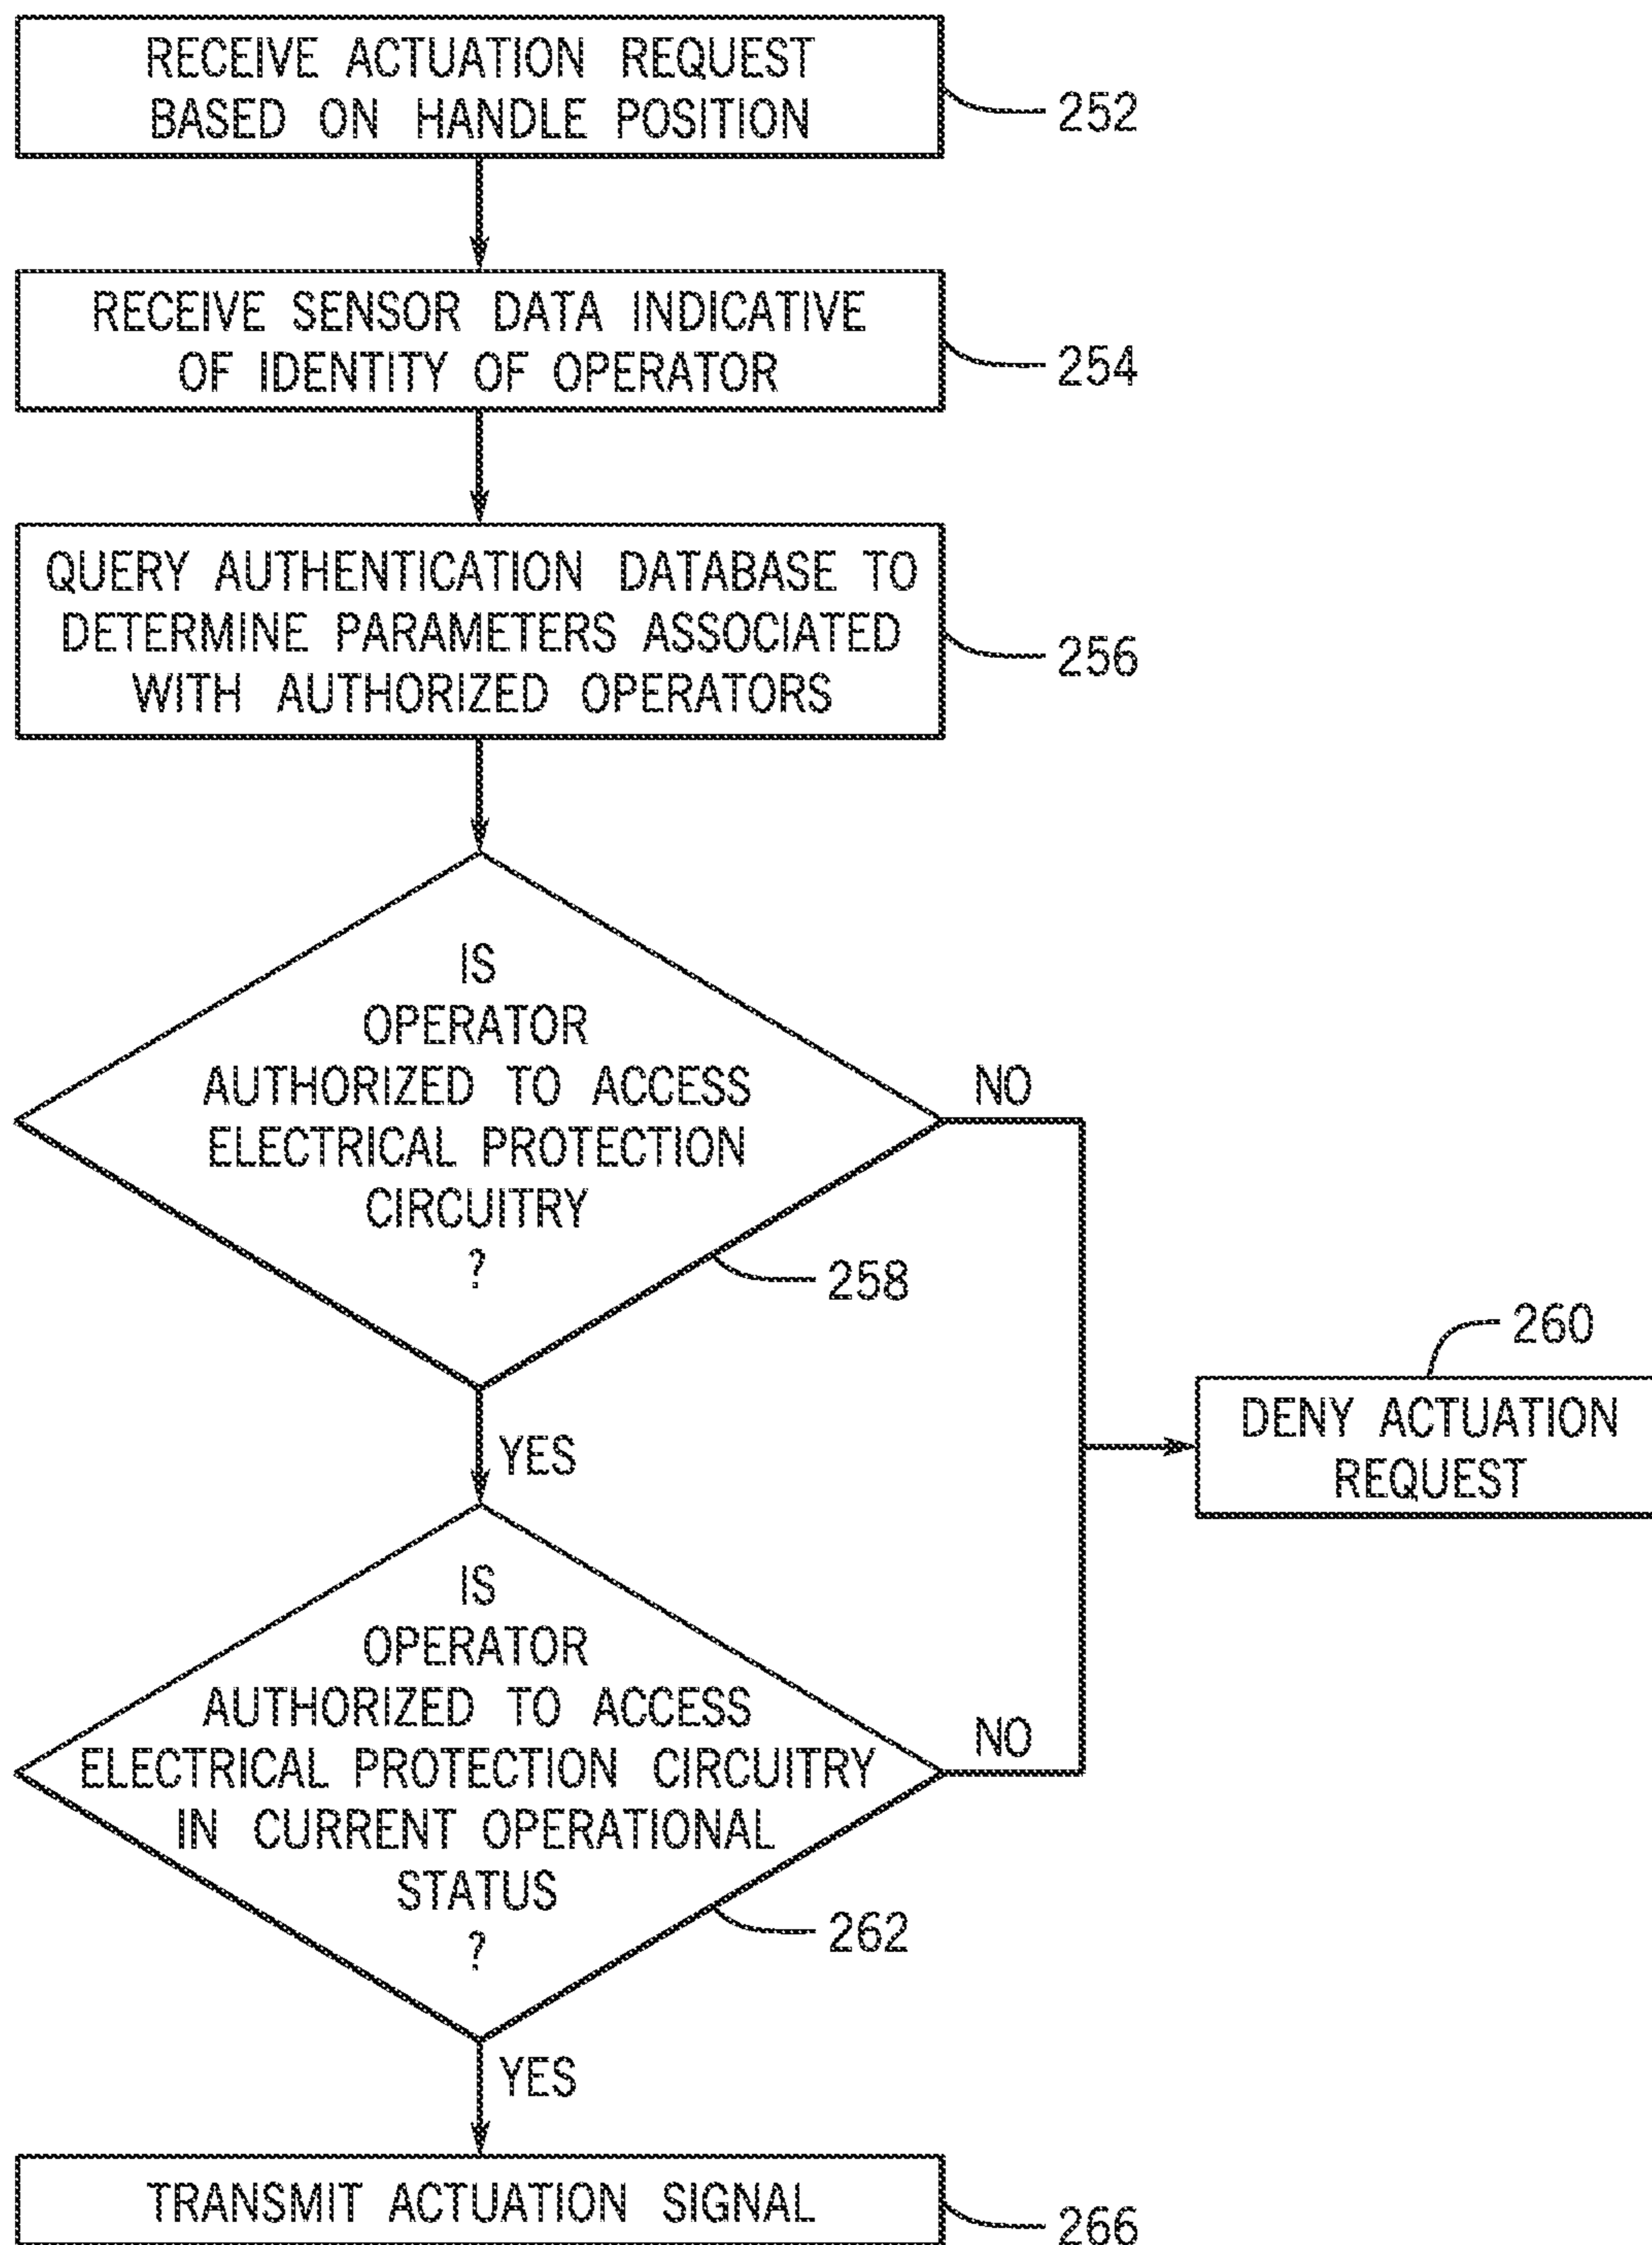 RECEIVE ACTUATION REQUEST
BASED ON HANDLE POSITION
252
RECEIVE SENSOR DATA INDICATIVE
OF IDENTITY OF OPERATOR
254
QUERY AUTHENTICATION DATABASE TO
DETERMINE PARAMETERS ASSOCIATED
WITH AUTHORIZED OPERATORS
256
IS
OPERATOR
AUTHORIZED TO ACCESS
ELECTRICAL PROTECTION
CIRCUITRY
?
NO
258
260
DENY ACTUATION
REQUEST
YES
IS
OPERATOR
AUTHORIZED TO ACCESS
ELECTRICAL PROTECTION CIRCUITRY
IN CURRENT OPERATIONAL
STATUS
?
NO
262
YES
TRANSMIT ACTUATION SIGNAL
266